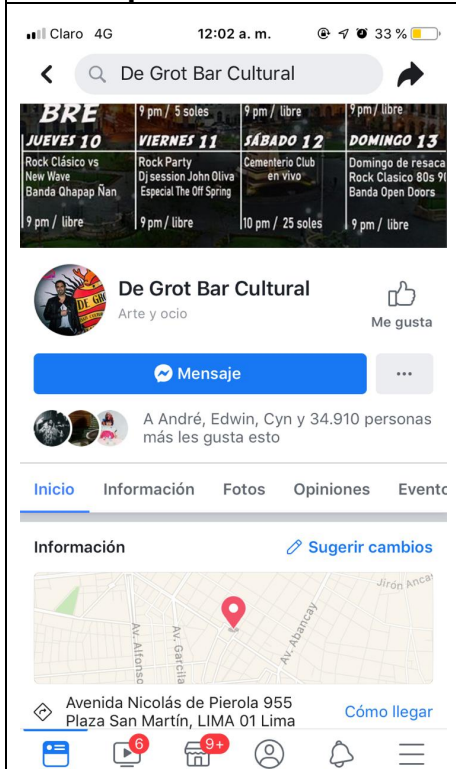 Claro 4G 12:02 a. m. 33 %
De Grot Bar Cultural
BRE 9 pm / 5 soles 9 pm / libre 9 pm / libre
JUEVES 10 VIERNES 11 SÁBADO 12 DOMINGO 13
Rock Clásico vs Rock Party Cementerio Club Domingo de resaca
New Wave Dj session John Oliva en vivo Rock Clasico 80s 9
Banda Qhapap Ñan Especial The Off Spring Banda Open Doors
9 pm / libre 9 pm / libre 10 pm / 25 soles 9 pm / libre
DE GRO
De Grot Bar Cultural
Arte y ocio
Me gusta
Mensaje
A André, Edwin, Cyn y 34.910 personas
más les gusta esto
Inicio Información Fotos Opiniones Evento
Información Sugerir cambios
Jirón Anca
Av. Alfonso
Av. Garcila
Av. Abancay
Avenida Nicolás de Pierola 955
Plaza San Martín, LIMA 01 Lima
Cómo llegar
6 9+